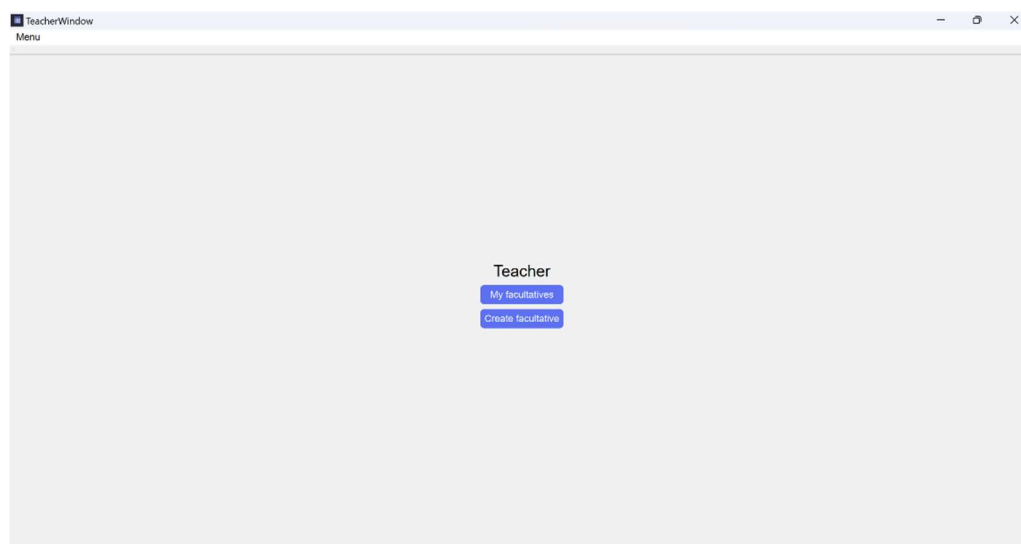 TeacherWindow
Menu
Teacher
My facultatives
Create facultative